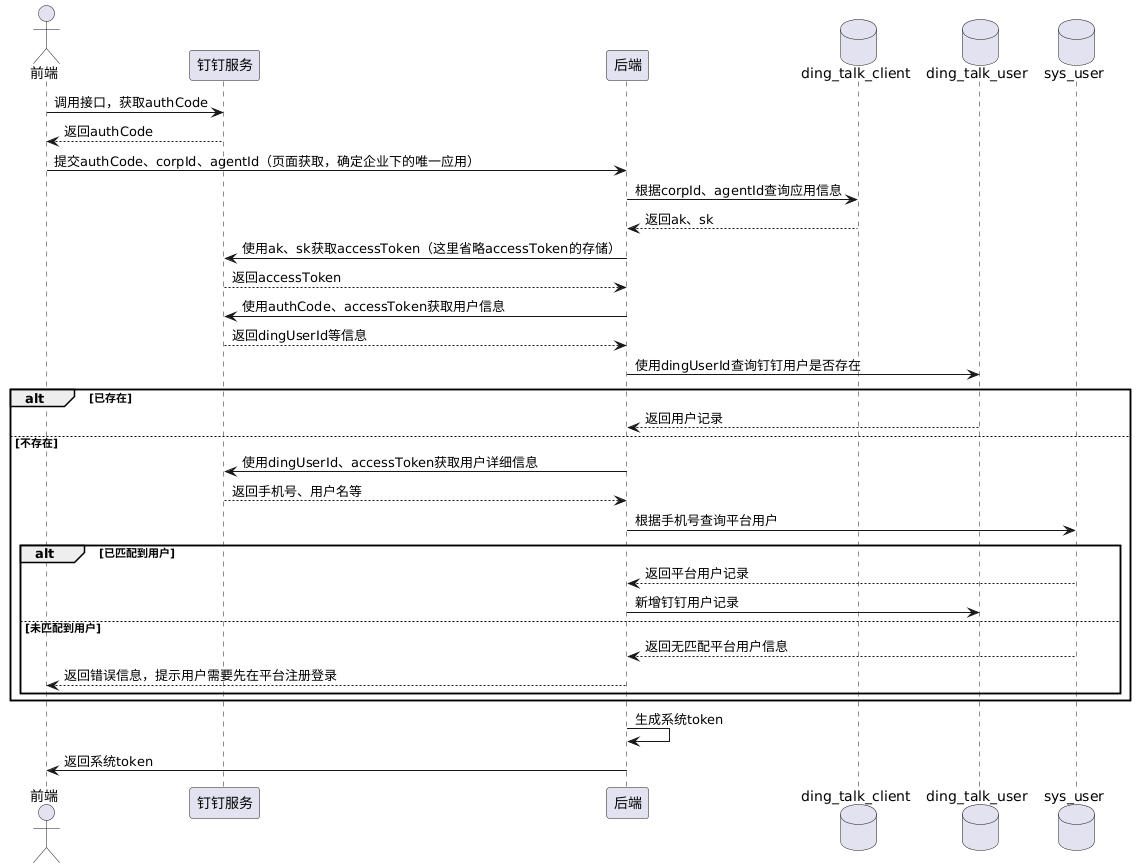 前端
钉钉服务
后端
ding_talk_client
ding_talk_user
sys_user
调用接口，获取authCode
返回authCode
提交authCode、corpId、agentId（页面获取，确定企业下的唯一应用）
根据corpId、agentId查询应用信息
返回ak、sk
使用ak、sk获取accessToken（这里省略accessToken的存储）
返回accessToken
使用authCode、accessToken获取用户信息
返回dingUserId等信息
使用dingUserId查询钉钉用户是否存在
alt [已存在]
返回用户记录
[不存在]
使用dingUserId、accessToken获取用户详细信息
返回手机号、用户名等
根据手机号查询平台用户
alt [已匹配到用户]
返回平台用户记录
新增钉钉用户记录
[未匹配到用户]
返回无匹配平台用户信息
返回错误信息，提示用户需要先在平台注册登录
生成系统token
返回系统token
前端
钉钉服务
后端
ding_talk_client
ding_talk_user
sys_user